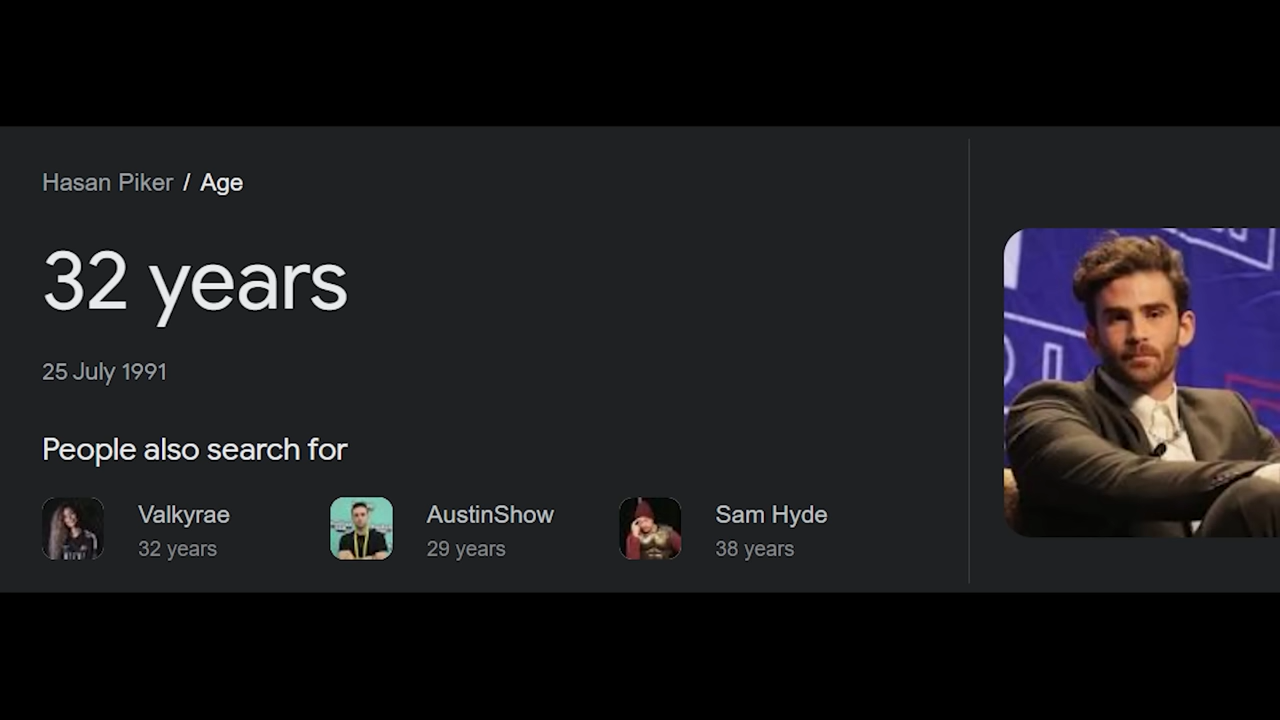 Hasan Piker / Age
32 years
25 July 1991
People also search for
Valkyrae
32 years
AustinShow
29 years
Sam Hyde
38 years